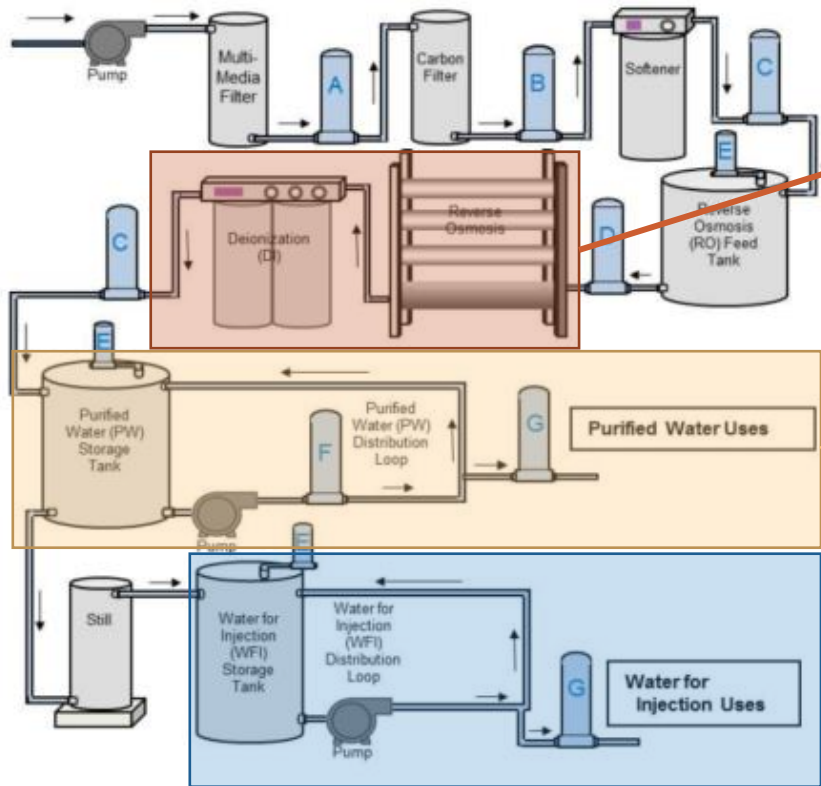 Pump
Multi-
Media
Filter
A
Carbon
Filter
B
Softener
C
E
Reverse
Osmosis
(RO) Feed
Tank
D
Reverse
Osmosis
Deionization
(DI)
C
E
Purified
Water (PW)
Storage
Tank
Pump
F
Purified
Water (PW)
Distribution
Loop
G
Purified Water Uses
Still
E
Water for
Injection
(WFI)
Storage
Tank
Water for
Injection
(WFI)
Distribution
Loop
Pump
G
Water for
Injection Uses